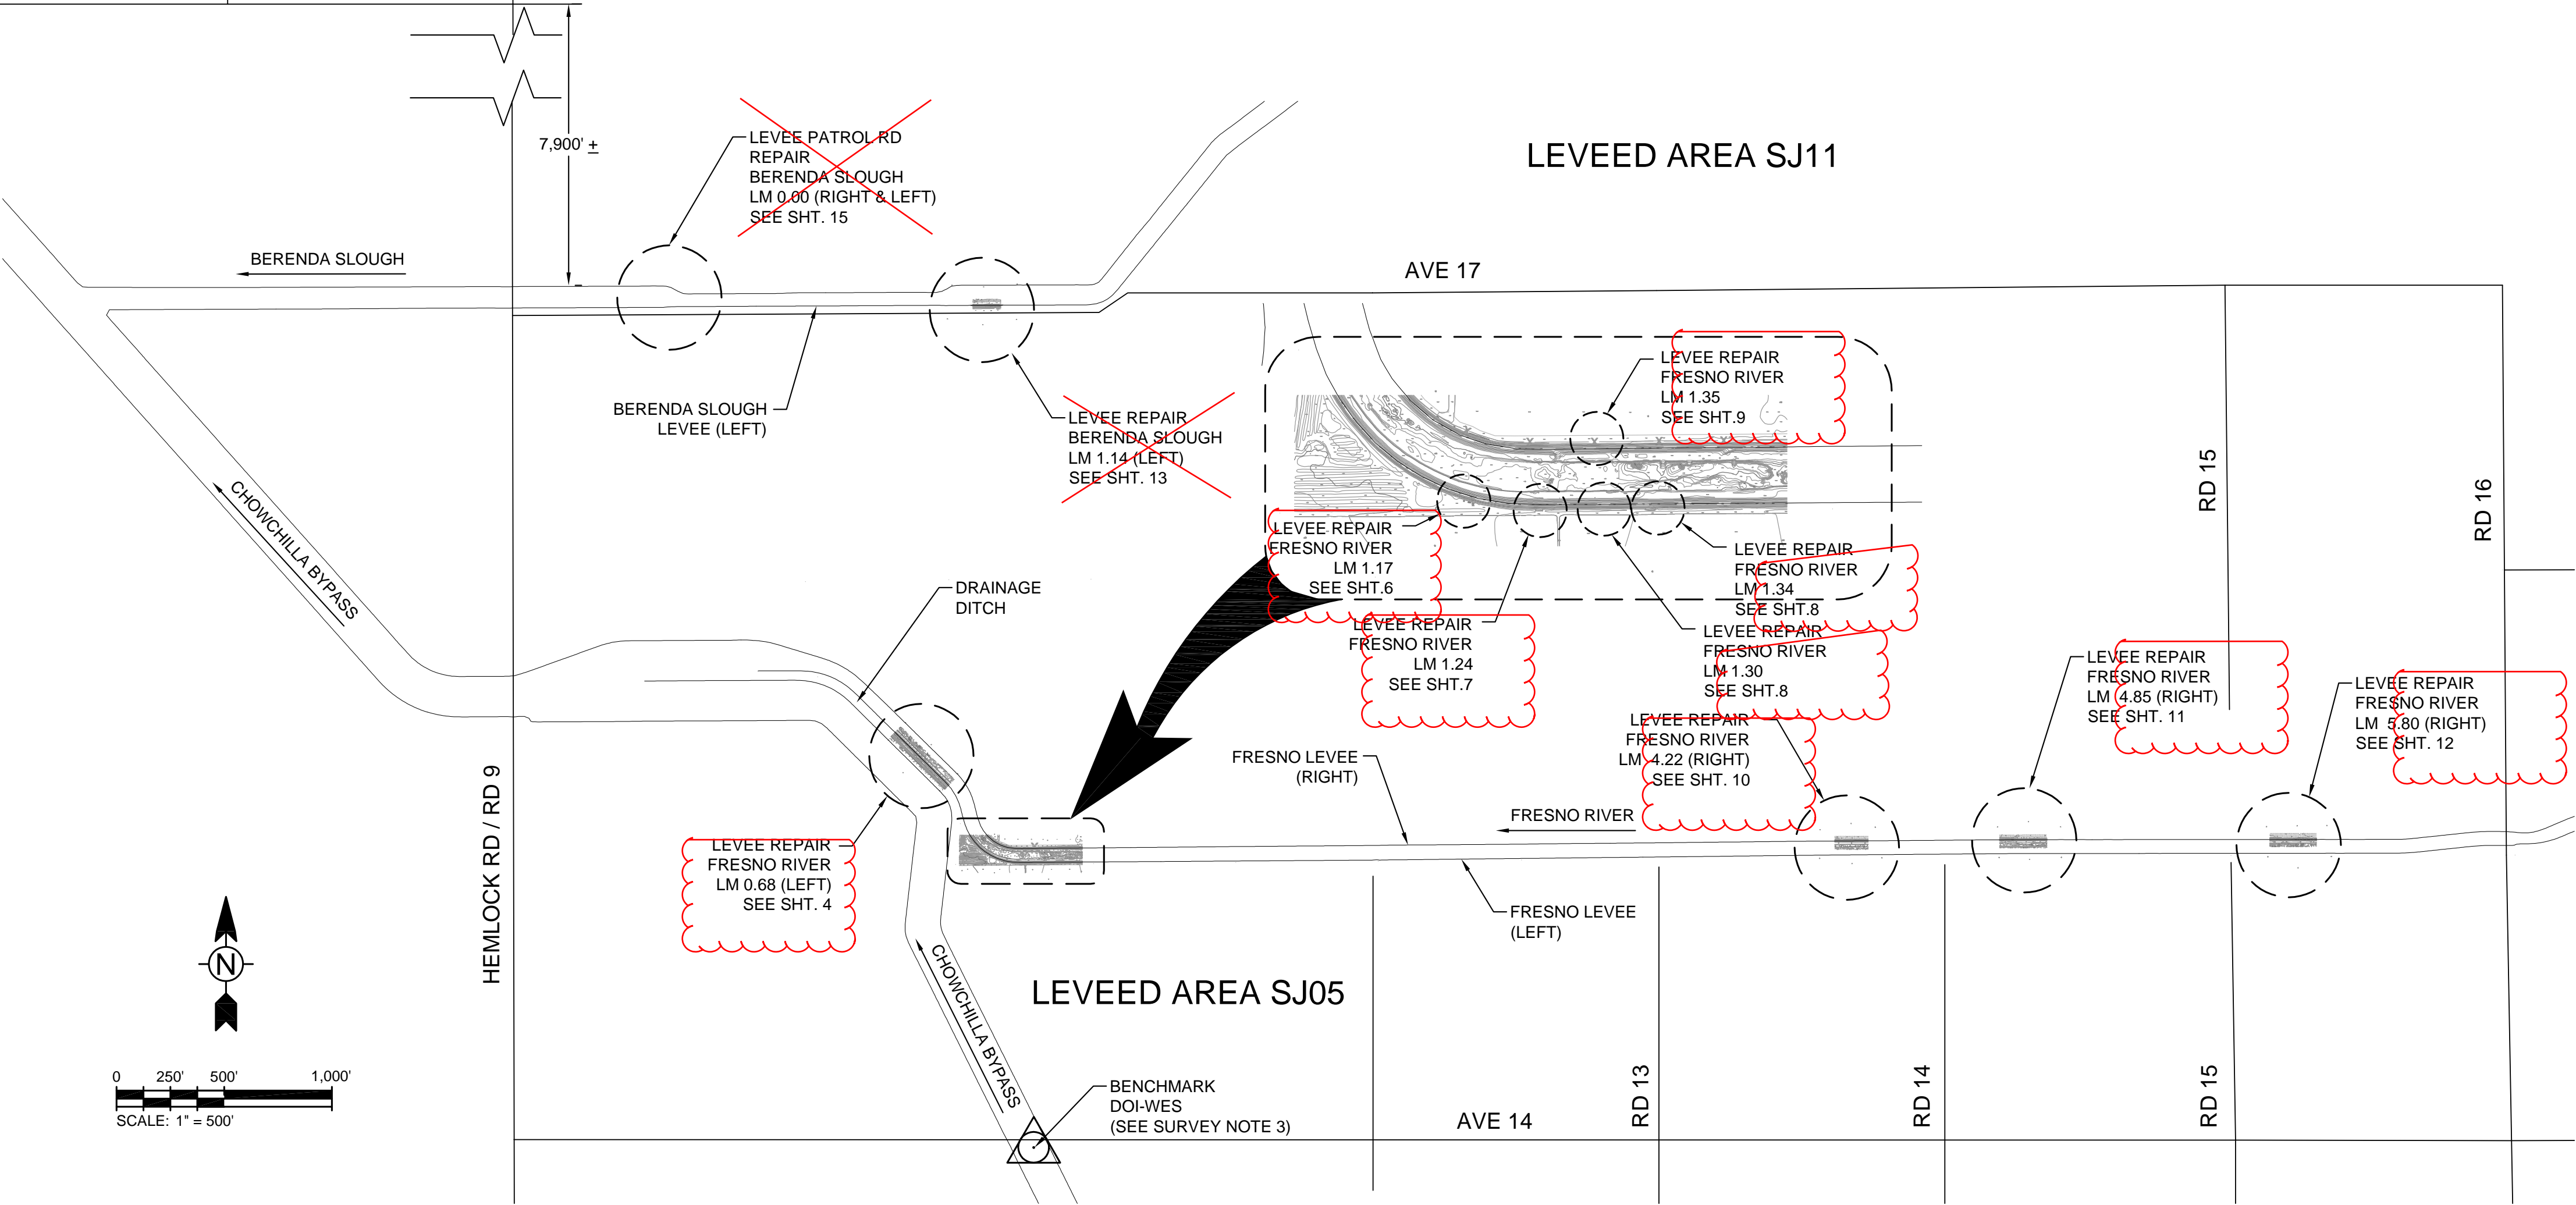 7,900' ±
LEVEE PATROL RD
REPAIR
BERENDA SLOUGH
LM 0.00 (RIGHT & LEFT)
SEE SHT. 15
LEVEED AREA SJ11
BERENDA SLOUGH
AVE 17
BERENDA SLOUGH
LEVEE (LEFT)
LEVEE REPAIR
BERENDA SLOUGH
LM 1.14 (LEFT)
SEE SHT. 13
LEVEE REPAIR
FRESNO RIVER
LM 1.35
SEE SHT.9
RD 15
RD 16
CHOWCHILLA BYPASS
LEVEE REPAIR
FRESNO RIVER
LM 1.17
SEE SHT.6
LEVEE REPAIR
FRESNO RIVER
LM 1.34
SEE SHT.8
DRAINAGE
DITCH
LEVEE REPAIR
FRESNO RIVER
LM 1.24
SEE SHT.7
LEVEE REPAIR
FRESNO RIVER
LM 1.30
SEE SHT.8
LEVEE REPAIR
FRESNO RIVER
LM 4.85 (RIGHT)
SEE SHT. 11
LEVEE REPAIR
FRESNO RIVER
LM 5.80 (RIGHT)
SEE SHT. 12
LEVEE REPAIR
FRESNO RIVER
LM 4.22 (RIGHT)
SEE SHT. 10
FRESNO LEVEE
(RIGHT)
FRESNO RIVER
HEMLOCK RD / RD 9
LEVEE REPAIR
FRESNO RIVER
LM 0.68 (LEFT)
SEE SHT. 4
FRESNO LEVEE
(LEFT)
N
CHOWCHILLA BYPASS
LEVEED AREA SJ05
0 250' 500' 1,000'
SCALE: 1" = 500'
BENCHMARK
DOI-WES
(SEE SURVEY NOTE 3)
AVE 14
RD 13
RD 14
RD 15